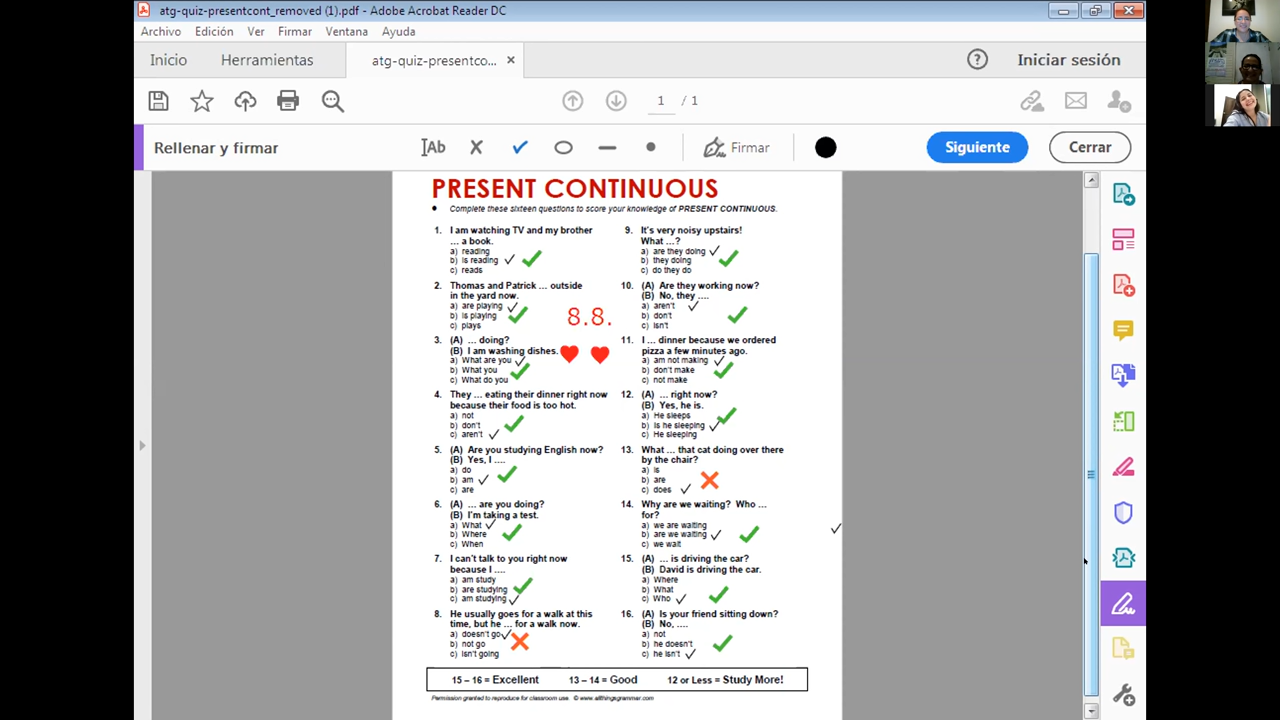 atg-quiz-presentcont_removed (1).pdf - Adobe Acrobat Reader DC
Archivo Edición Ver Firmar Ventana Ayuda
Inicio Herramientas atg-quiz-presentco... Iniciar sesión
1 / 1
Rellenar y firmar Ab Firmar Siguiente Cerrar
PRESENT CONTINUOUS
Complete these sixteen questions to score your knowledge of PRESENT CONTINUOUS.
1. I am watching TV and my brother
... a book.
a) reading
b) is reading
c) reads
2. Thomas and Patrick ... outside
in the yard now.
a) are playing
b) is playing
c) plays
8.8.
3. (A) ... doing?
(B) I am washing dishes.
a) What are you
b) What you
c) What do you
4. They ... eating their dinner right now
because their food is too hot.
a) not
b) don't
c) aren't
5. (A) Are you studying English now?
(B) Yes, I ....
a) do
b) am
c) are
6. (A) ... are you doing?
(B) I'm taking a test.
a) What
b) Where
c) When
7. I can't talk to you right now
because I ....
a) am study
b) are studying
c) am studying
8. He usually goes for a walk at this
time, but he ... for a walk now.
a) doesn't go
b) not go
c) isn't going
9. It's very noisy upstairs!
What ...?
a) are they doing
b) they doing
c) do they do
10. (A) Are they working now?
(B) No, they ....
a) aren't
b) don't
c) isn't
11. I ... dinner because we ordered
pizza a few minutes ago.
a) am not making
b) don't make
c) not make
12. (A) ... right now?
(B) Yes, he is.
a) He sleeps
b) Is he sleeping
c) He sleeping
13. What ... that cat doing over there
by the chair?
a) is
b) are
c) does
14. Why are we waiting? Who ...
for?
a) we are waiting
b) are we waiting
c) we wait
15. (A) ... is driving the car?
(B) David is driving the car.
a) Where
b) What
c) Who
16. (A) Is your friend sitting down?
(B) No, ....
a) not
b) he doesn't
c) he isn't
15 – 16 = Excellent 13 – 14 = Good 12 or Less = Study More!
Permission granted to reproduce for classroom use. © www.allthingsgrammar.com